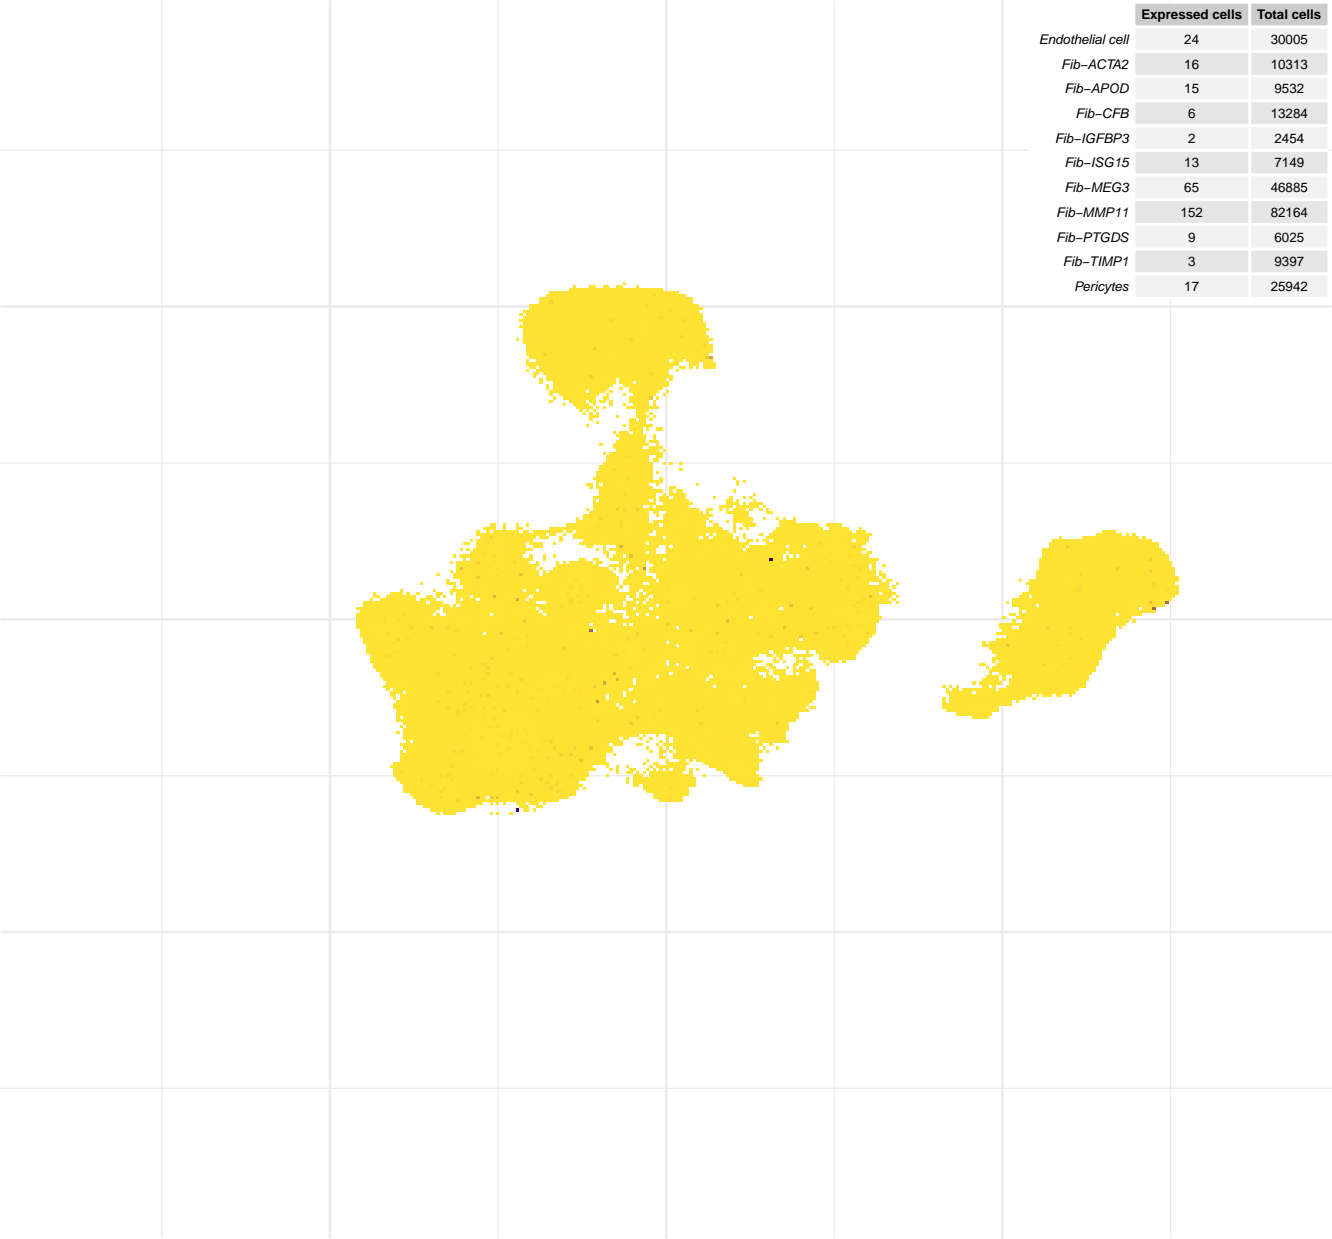 Expressed cells Total cells
Endothelial cell 24 30005
Fib−ACTA2 16 10313
Fib−APOD 15 9532
Fib−CFB 6 13284
Fib−IGFBP3 2 2454
Fib−ISG15 13 7149
Fib−MEG3 65 46885
Fib−MMP11 152 82164
Fib−PTGDS 9 6025
Fib−TIMP1 3 9397
Pericytes 17 25942